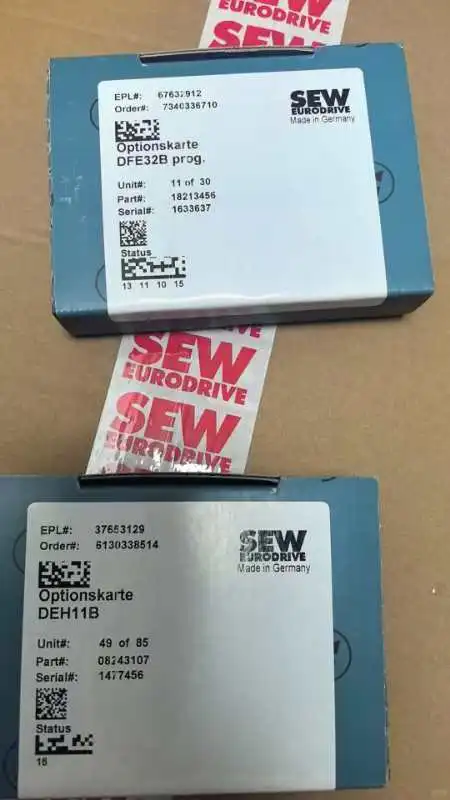 SEW
EURODRIVE
SEW
EPL#: 67632912
Order#: 7340336710
SEW
EURODRIVE
Made in Germany
Optionskarte
DFE32B prog.
Unit#: 11 of 30
Part#: 18213456
Serial#: 1633637
Status
13 11 10 15
SEW
EURODRIVE
SEW
EURODRIVE
EPL#: 37653129
Order#: 6130338514
SEW
EURODRIVE
Made in Germany
Optionskarte
DEH11B
Unit#: 49 of 85
Part#: 08243107
Serial#: 1477456
Status
16